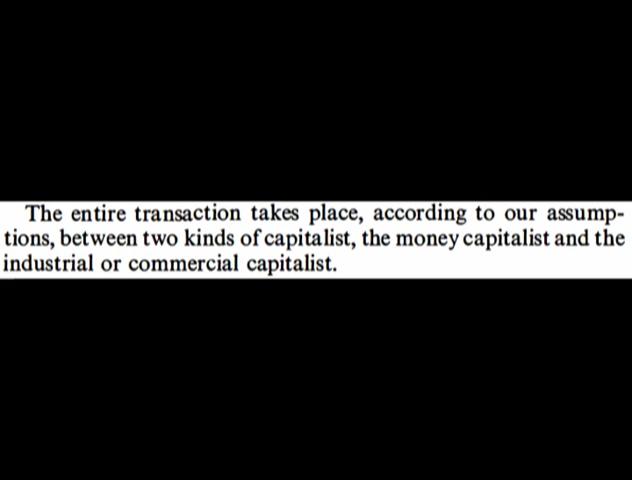 The entire transaction takes place, according to our assump-
tions, between two kinds of capitalist, the money capitalist and the
industrial or commercial capitalist.